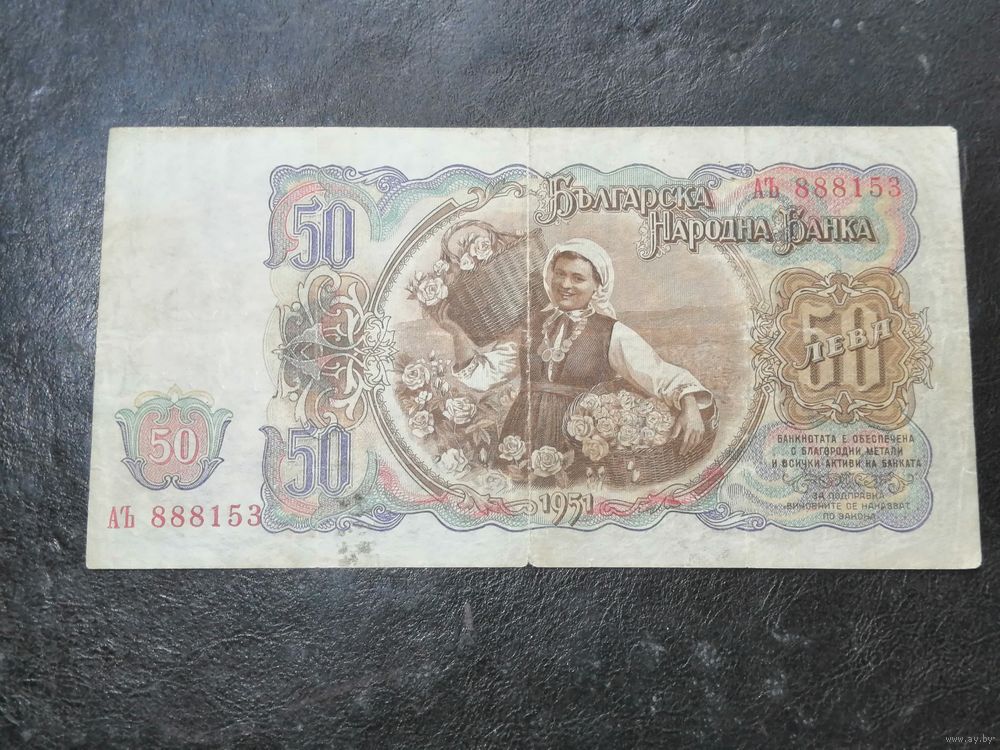 50
БЪЛГАРСКА
НАРОДНА БАНКА
АЪ 888153
50
ЛЕВА
50
50
АЪ 888153
1951
БАНКНОТАТА Е ОБЕСПЕЧЕНА
С БЛАГОРОДНИ МЕТАЛИ
И ВСИЧКИ АКТИВИ НА БАНКАТА
ЗА ПОДПРАВКА
ВИНОВНИТЕ СЕ НАКАЗВАТ
ПО ЗАКОНА
www.ay.by